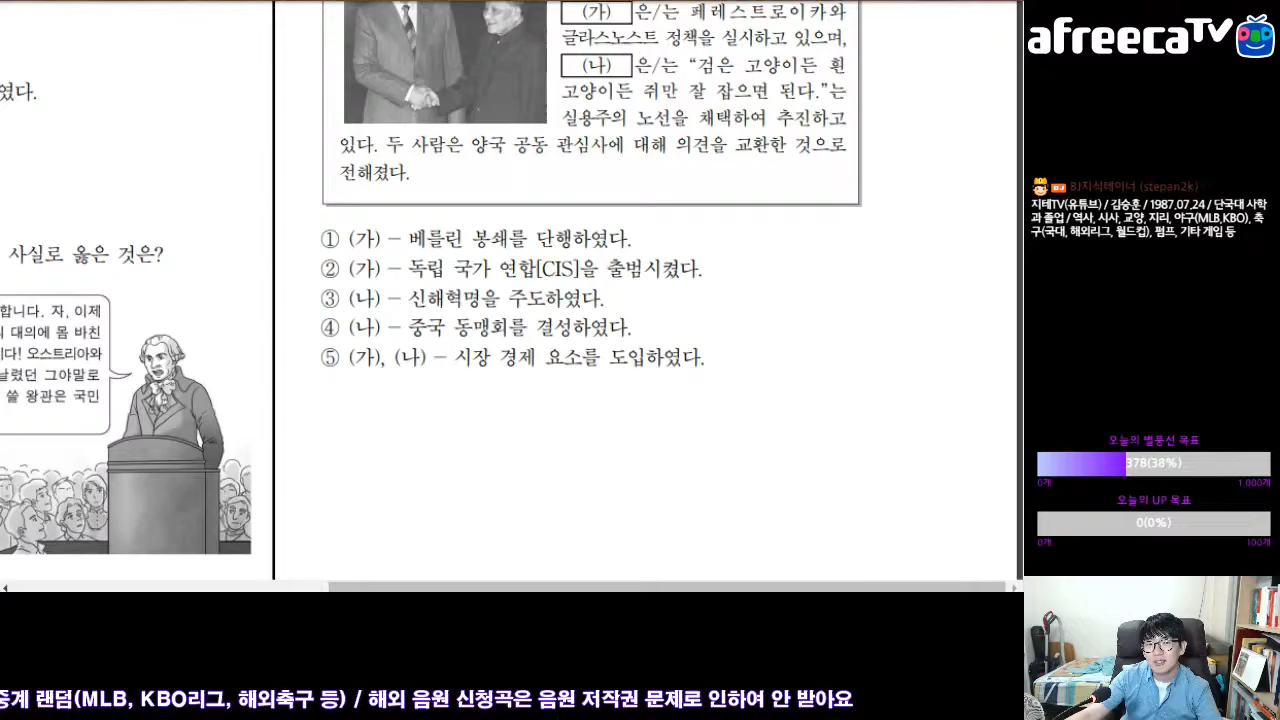 였다.
사실로 옳은 것은?
합니다. 자, 이제
대의에 몸 바친
다! 오스트리아와
날렸던 그야말로
쓸 왕관은 국민
(가) 은/는 페레스트로이카와
글라스노스트 정책을 실시하고 있으며,
(나) 은/는 “검은 고양이든 흰
고양이든 쥐만 잘 잡으면 된다.”는
실용주의 노선을 채택하여 추진하고
있다. 두 사람은 양국 공동 관심사에 대해 의견을 교환한 것으로
전해졌다.
① (가) - 베를린 봉쇄를 단행하였다.
② (가) - 독립 국가 연합[CIS]을 출범시켰다.
③ (나) - 신해혁명을 주도하였다.
④ (나) - 중국 동맹회를 결성하였다.
⑤ (가), (나) - 시장 경제 요소를 도입하였다.
afreecaTV
BJ지식테이너 (stepan2k)
지테TV(유튜브) / 김승훈 / 1987.07.24 / 단국대 사학
과 졸업 / 역사, 시사, 교양, 지리, 야구(MLB,KBO), 축
구(국대, 해외리그, 월드컵), 펌프, 기타 게임 등
오늘의 별풍선 목표
378(38%)
0개 1,000개
오늘의 UP 목표
0(0%)
0개 100개
중계 랜덤(MLB, KBO리그, 해외축구 등) / 해외 음원 신청곡은 음원 저작권 문제로 인하여 안 받아요